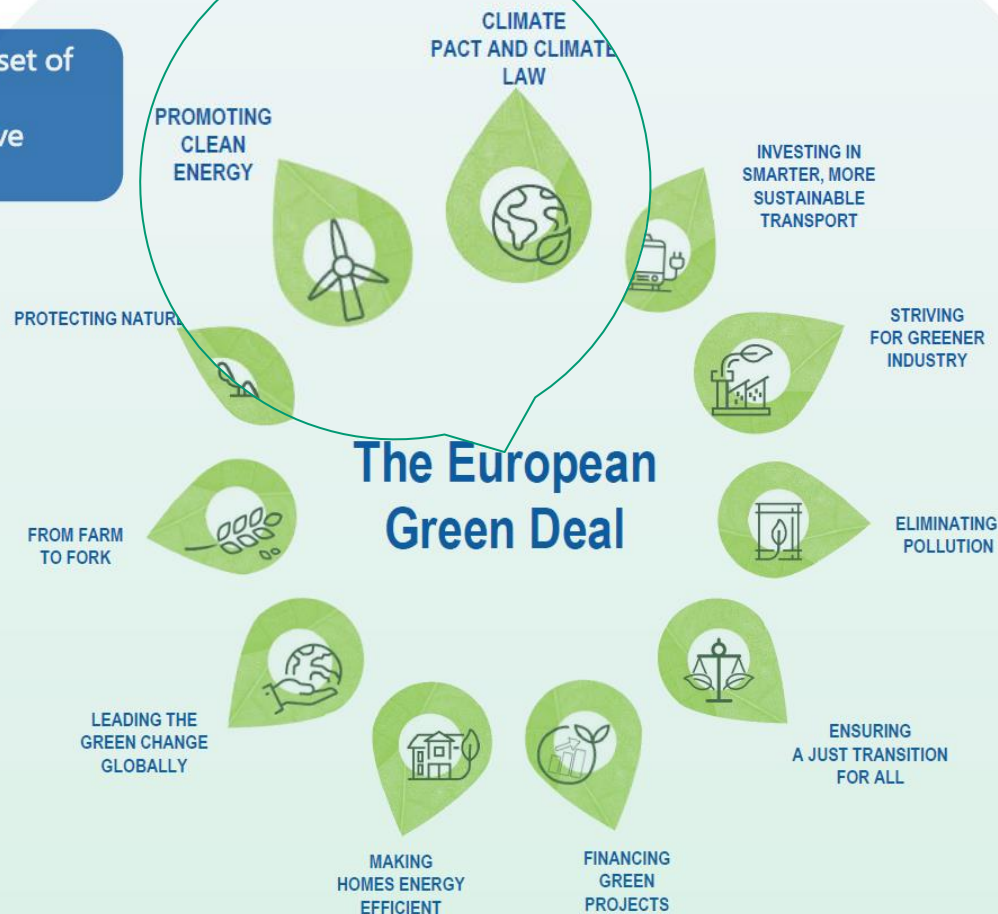 set of
CLIMATE
PACT AND CLIMATE
LAW
PROMOTING
CLEAN
ENERGY
INVESTING IN
SMARTER, MORE
SUSTAINABLE
TRANSPORT
PROTECTING NATURE
STRIVING
FOR GREENER
INDUSTRY
The European
Green Deal
FROM FARM
TO FORK
ELIMINATING
POLLUTION
LEADING THE
GREEN CHANGE
GLOBALLY
ENSURING
A JUST TRANSITION
FOR ALL
MAKING
HOMES ENERGY
EFFICIENT
FINANCING
GREEN
PROJECTS